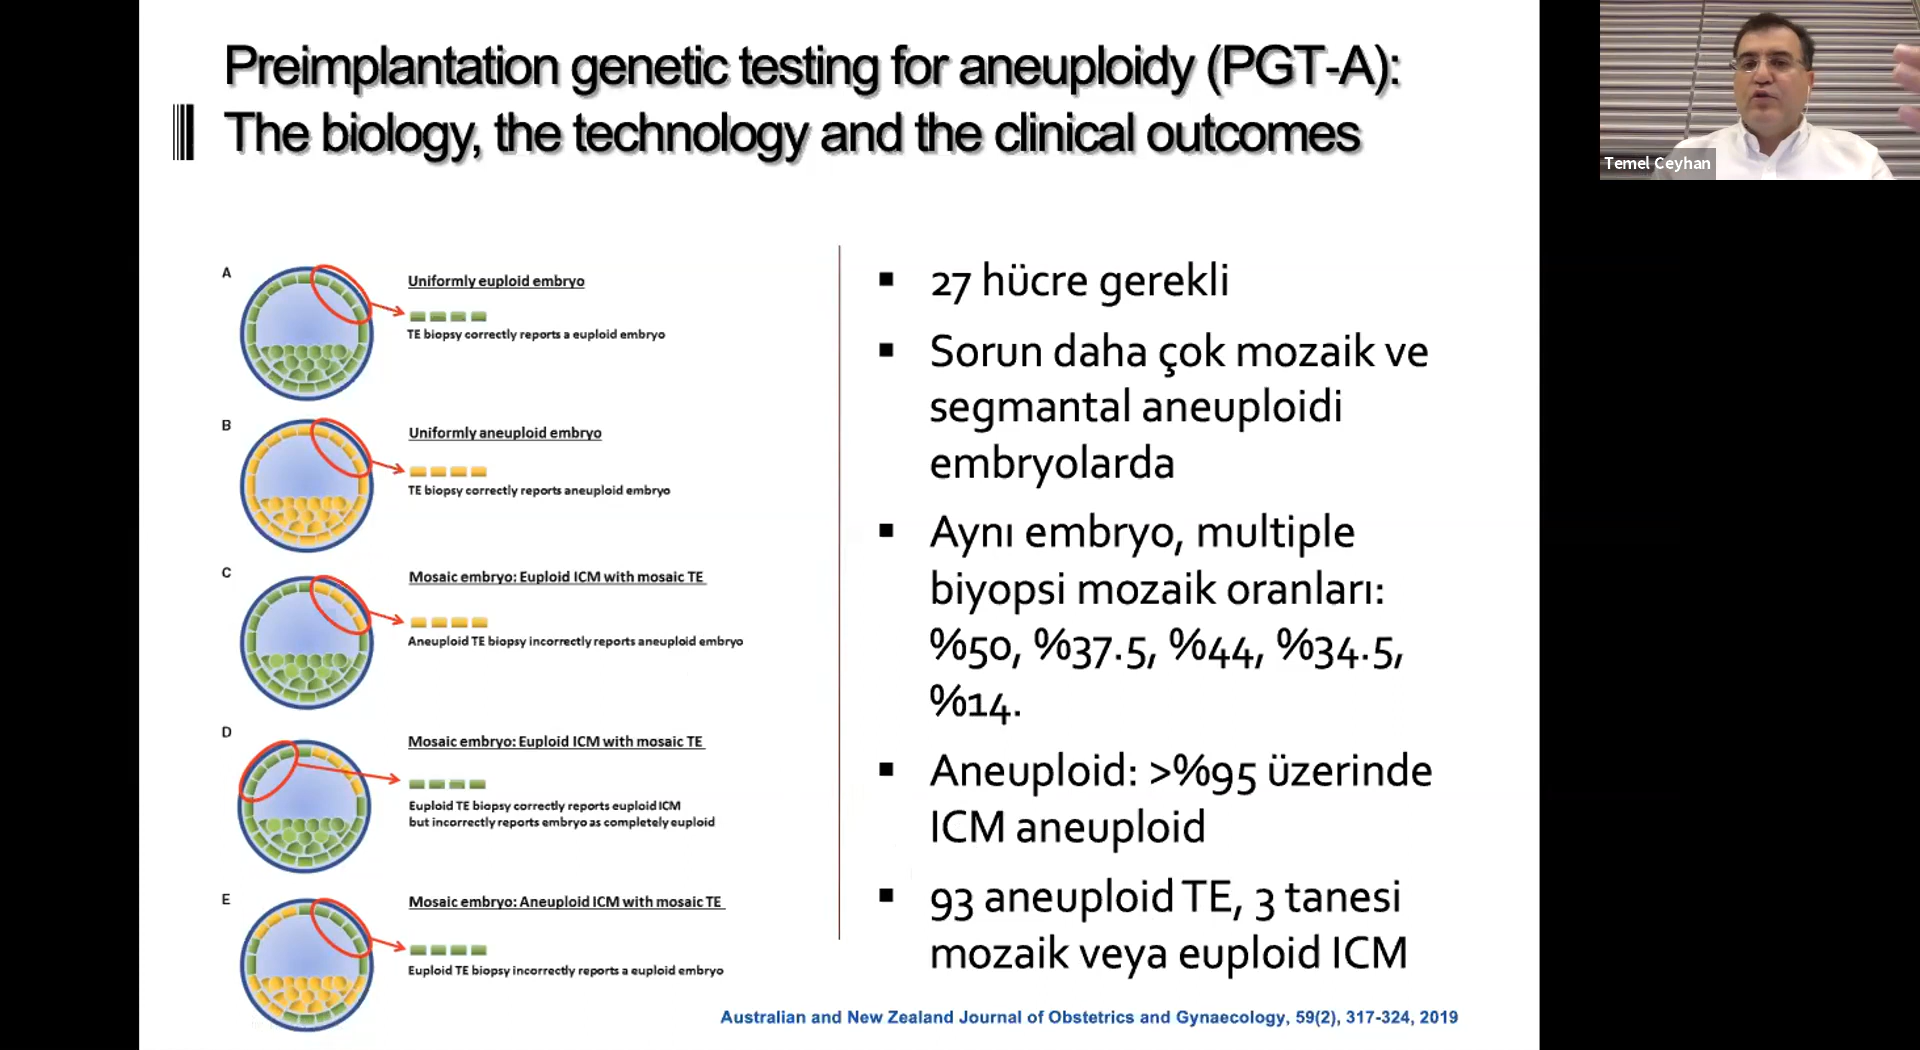 Preimplantation genetic testing for aneuploidy (PGT-A):
The biology, the technology and the clinical outcomes
Temel Ceyhan
A
Uniformly euploid embryo
TE biopsy correctly reports a euploid embryo
B
Uniformly aneuploid embryo
TE biopsy correctly reports aneuploid embryo
C
Mosaic embryo: Euploid ICM with mosaic TE
Aneuploid TE biopsy incorrectly reports aneuploid embryo
D
Mosaic embryo: Euploid ICM with mosaic TE
Euploid TE biopsy correctly reports euploid ICM
but incorrectly reports embryo as completely euploid
E
Mosaic embryo: Aneuploid ICM with mosaic TE
Euploid TE biopsy incorrectly reports a euploid embryo
▪ 27 hücre gerekli
▪ Sorun daha çok mozaik ve
segmantal aneuploidi
embryolarda
▪ Aynı embryo, multiple
biyopsi mozaik oranları:
%50, %37.5, %44, %34.5,
%14.
▪ Aneuploid: >%95 üzerinde
ICM aneuploid
▪ 93 aneuploid TE, 3 tanesi
mozaik veya euploid ICM
Australian and New Zealand Journal of Obstetrics and Gynaecology, 59(2), 317-324, 2019